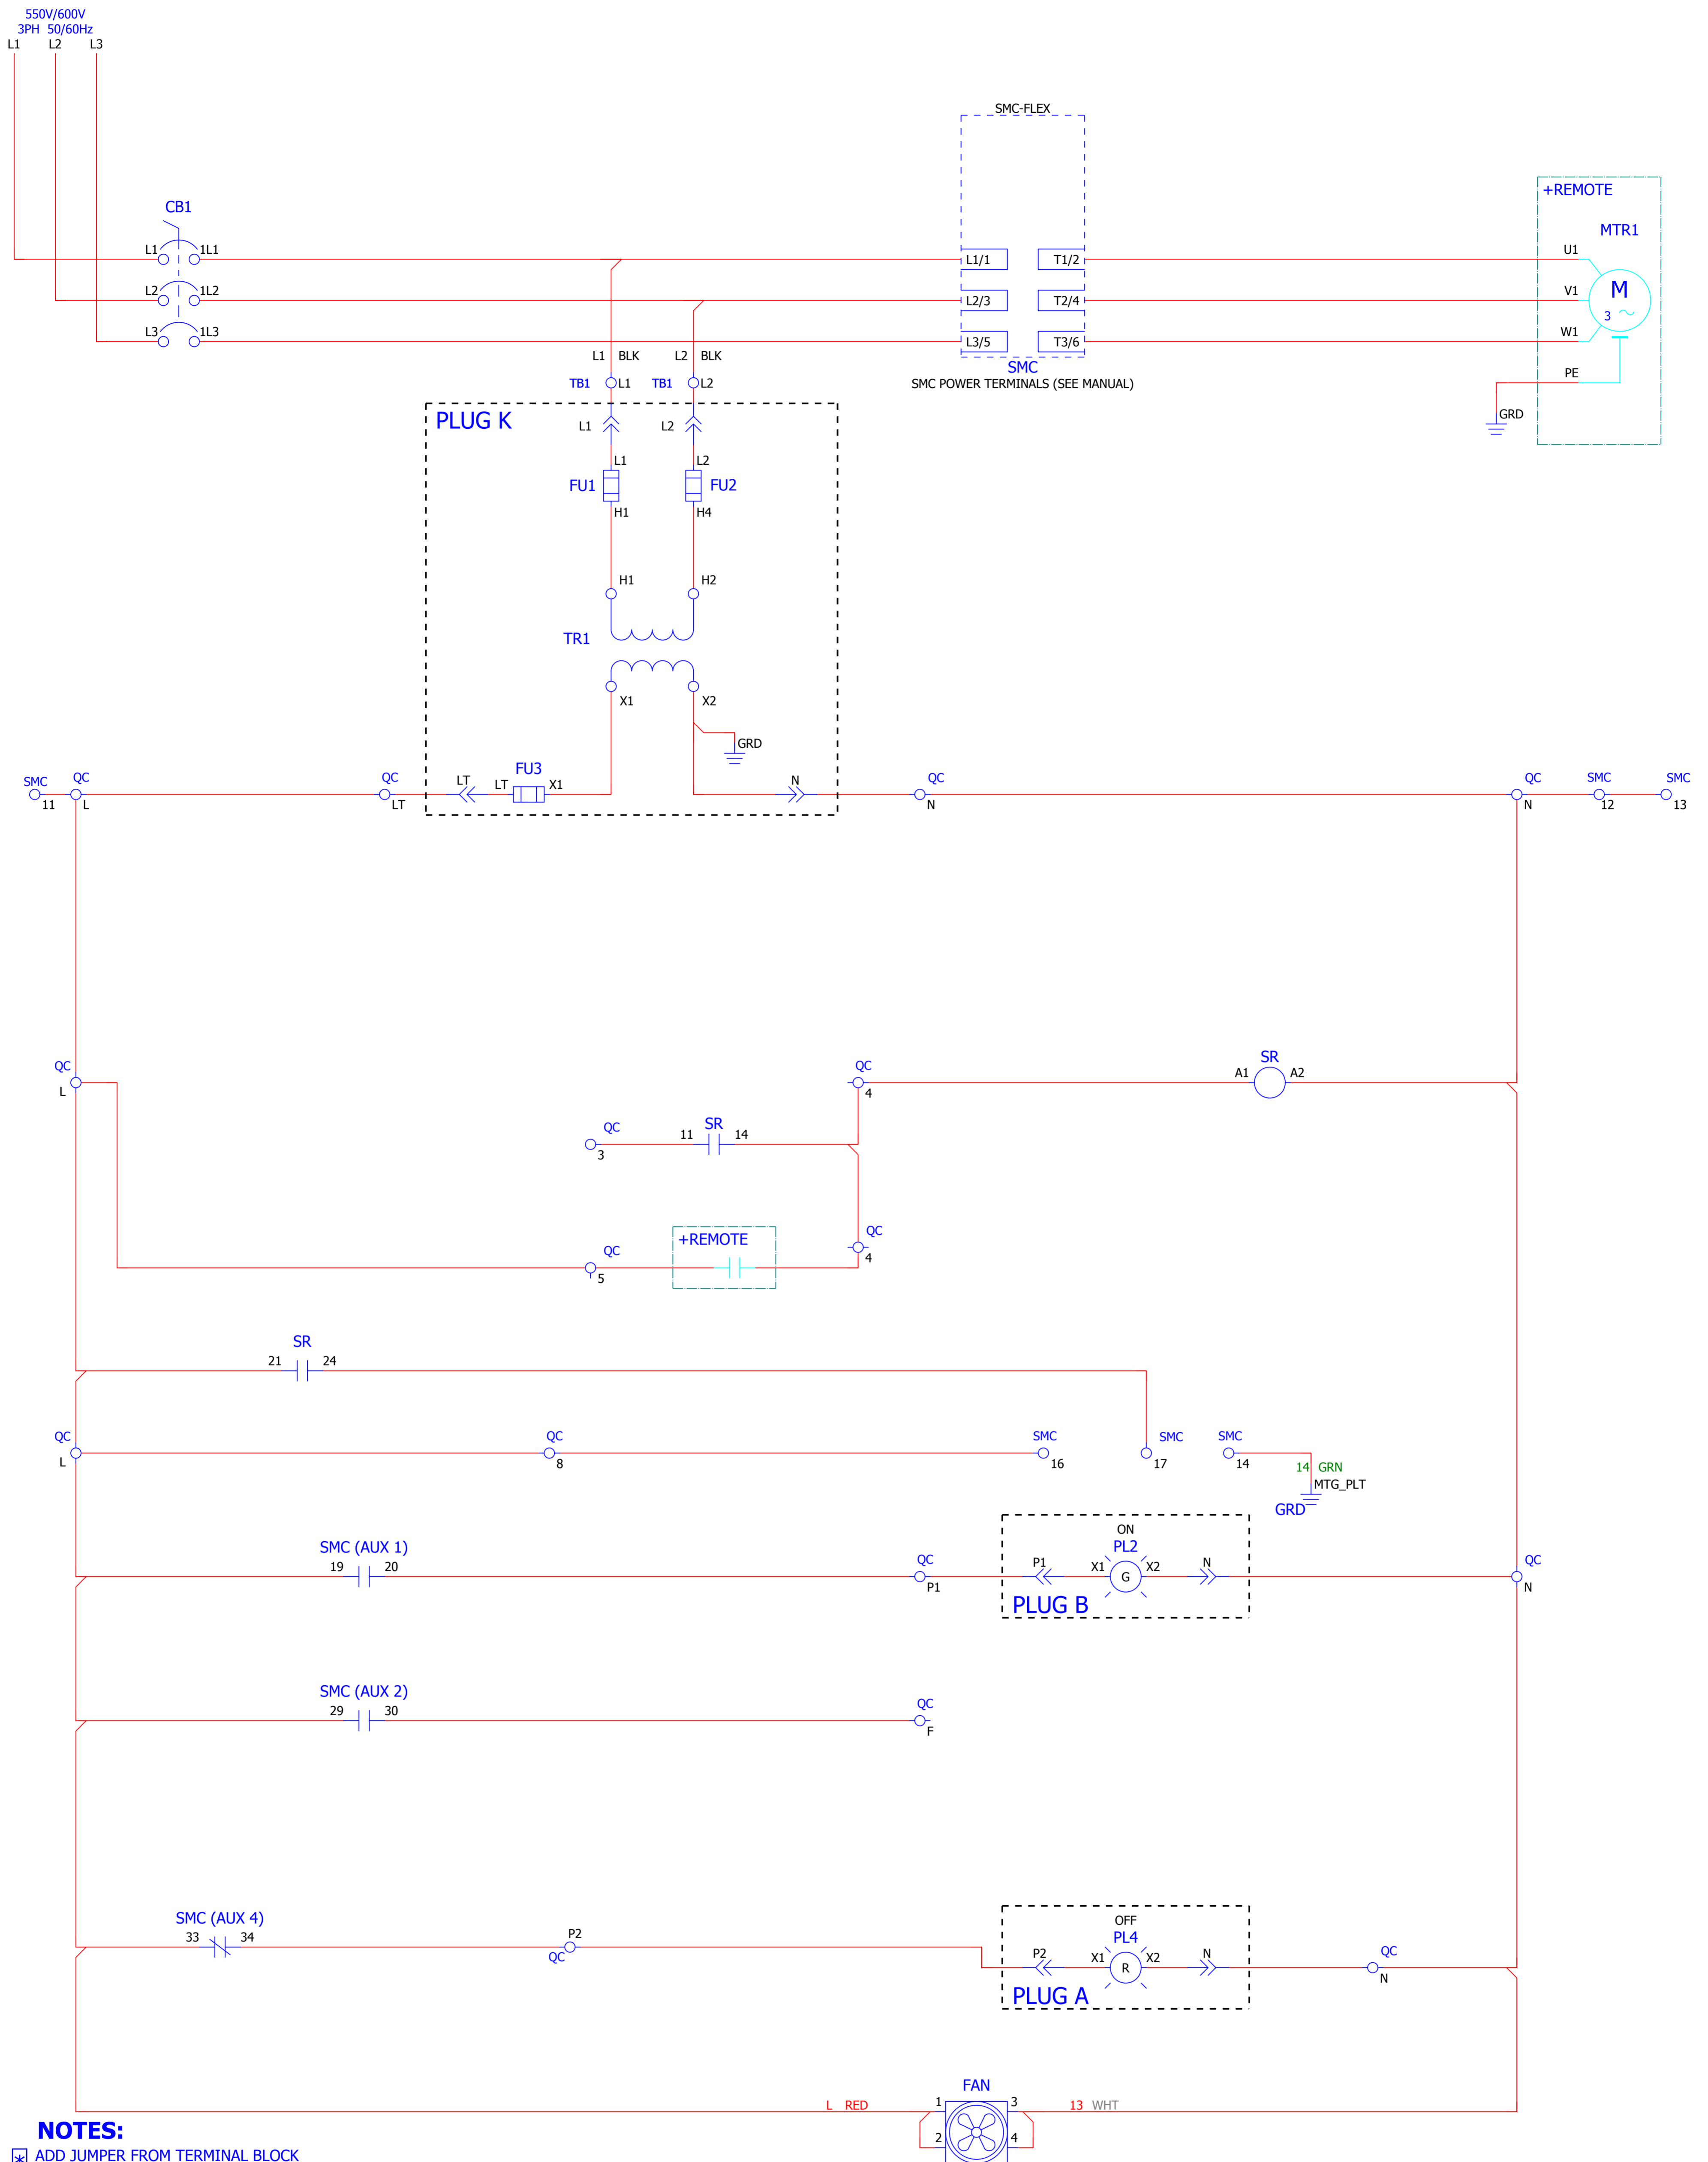 550V/600V
3PH 50/60Hz
L1 L2 L3
SMC-FLEX
+REMOTE
CB1
MTR1
L1 1L1
L1/1 T1/2
U1
L2 1L2
L2/3 T2/4
V1
M
3
L3 1L3
L3/5 T3/6
W1
L1 BLK L2 BLK
SMC
SMC POWER TERMINALS (SEE MANUAL)
TB1 L1 TB1 L2
PE
GRD
PLUG K
L1 L2
L1 L2
FU1 FU2
H1 H4
H1 H2
TR1
X1 X2
GRD
FU3
SMC QC QC LT LT X1 N QC QC SMC SMC
11 L LT N N 12 13
QC QC SR
L 4 A1 A2
QC SR
3 11 14
QC +REMOTE QC
5 4
SR
21 24
QC QC SMC SMC SMC
L 8 16 17 14
14 GRN
MTG_PLT
GRD
ON
SMC (AUX 1) PL2
19 20 QC P1 X1 G X2 N QC
P1 N
PLUG B
SMC (AUX 2)
29 30 QC
F
SMC (AUX 4) OFF
33 34 P2 PL4
QC P2 X1 R X2 N QC
N
PLUG A
FAN
L RED 1 3 13 WHT
2 4
NOTES:
* ADD JUMPER FROM TERMINAL BLOCK